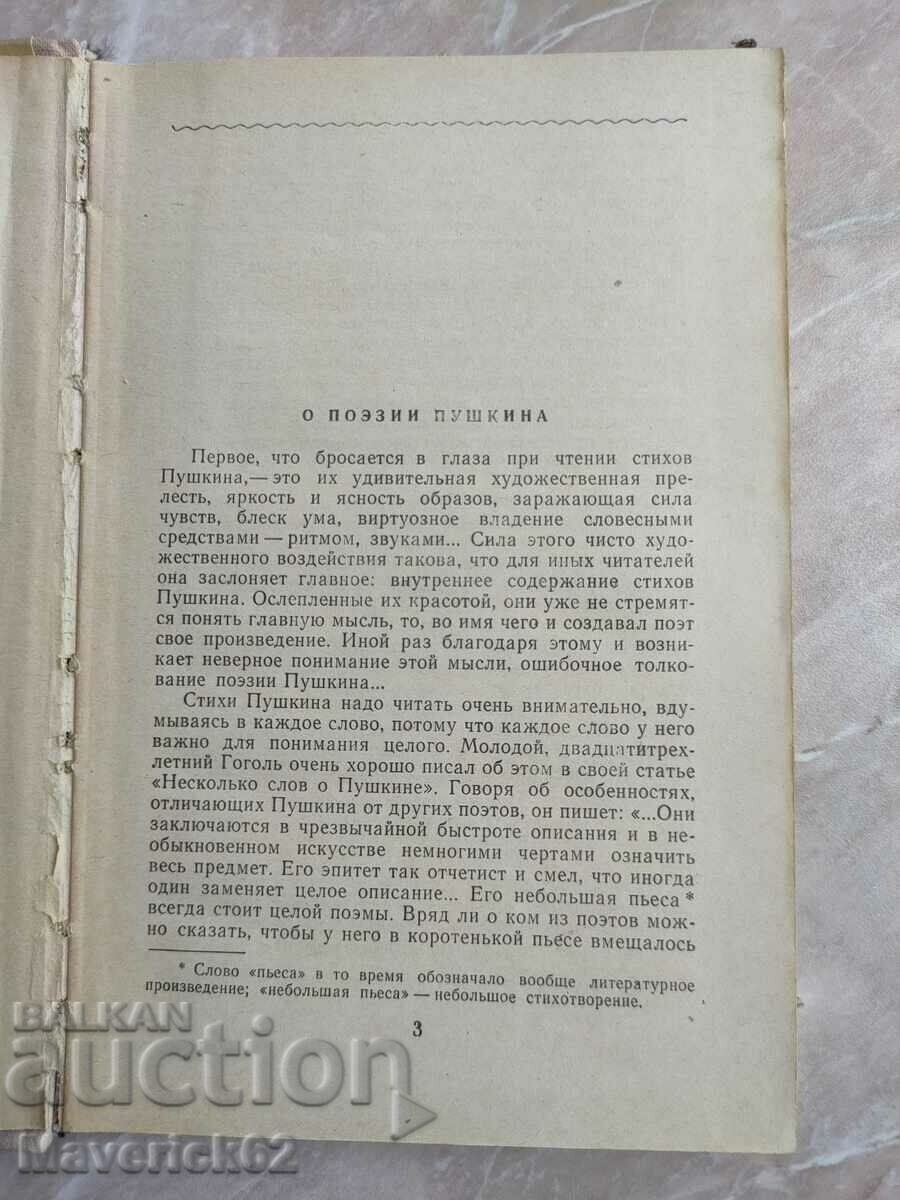 О ПОЭЗИИ ПУШКИНА
Первое, что бросается в глаза при чтении стихов
Пушкина,— это их удивительная художественная пре-
лесть, яркость и ясность образов, заражающая сила
чувств, блеск ума, виртуозное владение словесными
средствами — ритмом, звуками... Сила этого чисто худо-
жественного воздействия такова, что для иных читателей
она заслоняет главное: внутреннее содержание стихов
Пушкина. Ослепленные их красотой, они уже не стремят-
ся понять главную мысль, то, во имя чего и создавал поэт
свое произведение. Иной раз благодаря этому и возни-
кает неверное понимание этой мысли, ошибочное толко-
вание поэзии Пушкина...
Стихи Пушкина надо читать очень внимательно, вду-
мываясь в каждое слово, потому что каждое слово у него
важно для понимания целого. Молодой, двадцатитрех-
летний Гоголь очень хорошо писал об этом в своей статье
«Несколько слов о Пушкине». Говоря об особенностях,
отличающих Пушкина от других поэтов, он пишет: «...Они
заключаются в чрезвычайной быстроте описания и в не-
обыкновенном искусстве немногими чертами означить
весь предмет. Его эпитет так отчетист и смел, что иногда
один заменяет целое описание... Его небольшая пьеса *
всегда стоит целой поэмы. Вряд ли о ком из поэтов мож-
но сказать, чтобы у него в коротенькой пьесе вмещалось
* Слово «пьеса» в то время обозначало вообще литературное
произведение; «небольшая пьеса» — небольшое стихотворение.
3
BALKAN
auction
Maverick62